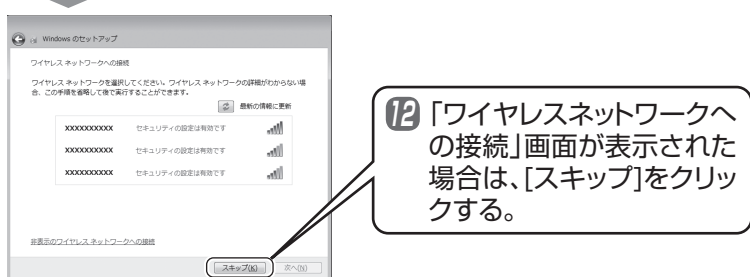 Windows のセットアップ
ワイヤレス ネットワークへの接続
ワイヤレス ネットワークを選択してください。ワイヤレス ネットワークの詳細がわからない場
合、この手順を省略して後で実行することができます。
最新の情報に更新
XXXXXXXXXX セキュリティの設定は有効です
XXXXXXXXXX セキュリティの設定は有効です
XXXXXXXXXX セキュリティの設定は有効です
非表示のワイヤレス ネットワークへの接続
スキップ(K) 次へ(N)
12 「ワイヤレスネットワークへ
の接続」画面が表示された
場合は、[スキップ]をクリッ
クする。